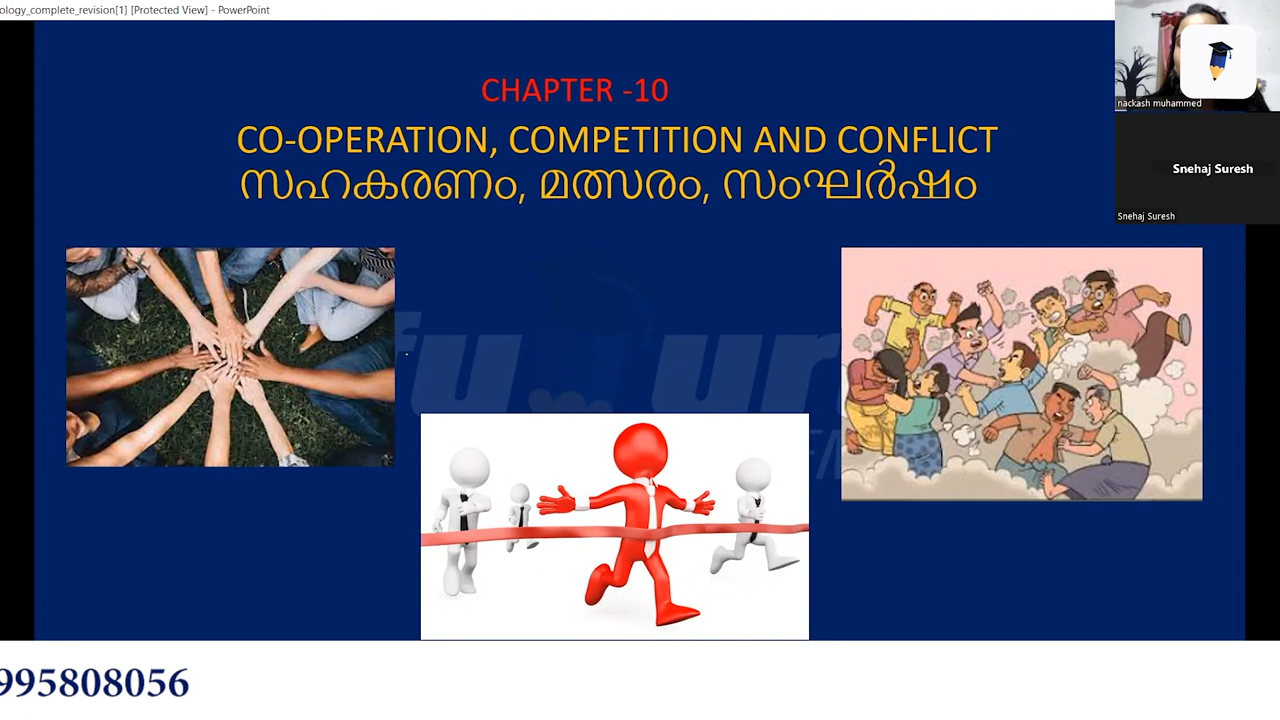 ology_complete_revision[1] [Protected View] - PowerPoint
CHAPTER -10
CO-OPERATION, COMPETITION AND CONFLICT
സഹകരണം, മത്സരം, സംഘർഷം
nackash muhammed
Snehaj Suresh
Snehaj Suresh
995808056